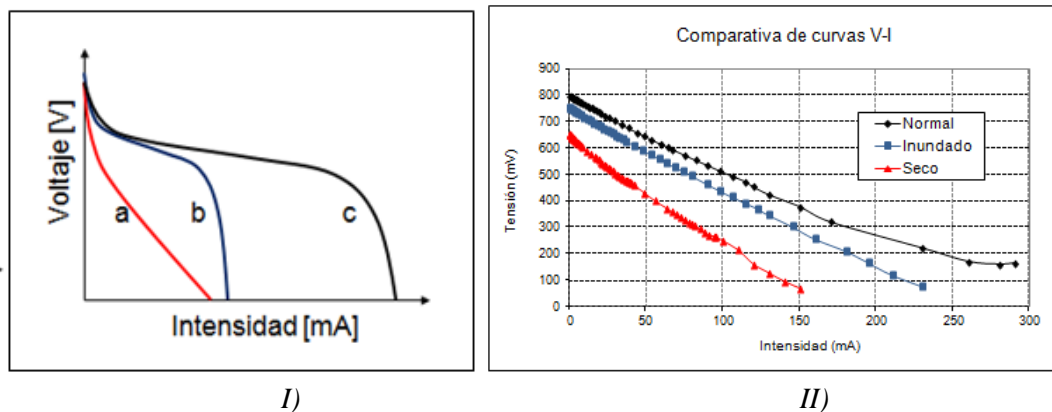 Voltaje [V]
a
b
c
Intensidad [mA]
I)
Comparativa de curvas V-I
Tensión (mV)
900
800
700
600
500
400
300
200
100
0
Normal
Inundado
Seco
0
50
100
150
200
250
300
Intensidad (mA)
II)